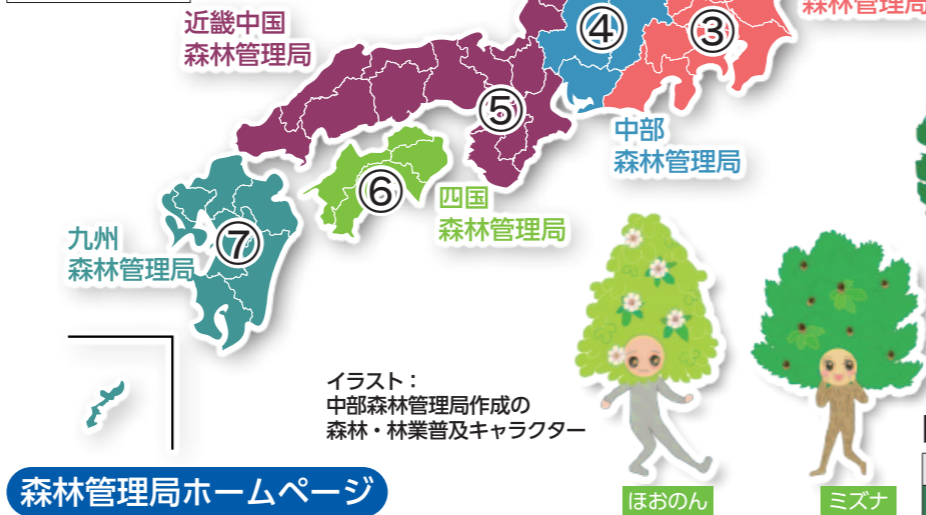 森林管理局
近畿中国
森林管理局
④
③
⑤
中部
森林管理局
⑥
四国
森林管理局
⑦
九州
森林管理局
イラスト：
中部森林管理局作成の
森林・林業普及キャラクター
森林管理局ホームページ
ほおのん
ミズナ